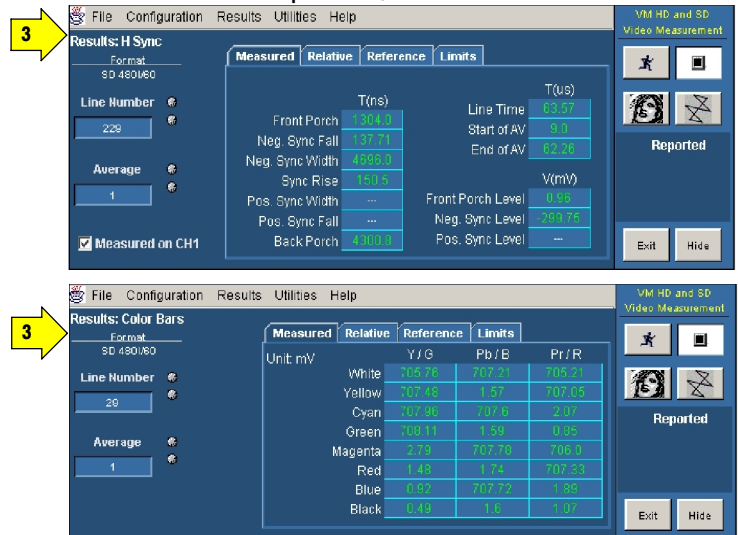 3
File Configuration Results Utilities Help
VM HD and SD
Video Measurement
Results: H Sync
Format
SD 480I/60
Measured Relative Reference Limits
Line Number
229
Average
1
Measured on CH1
T(ns)
Front Porch 1304.0
Neg. Sync Fall 137.71
Neg. Sync Width 4696.0
Sync Rise 150.5
Pos. Sync Width ---
Pos. Sync Fall ---
Back Porch 4300.8
T(us)
Line Time 63.57
Start of AV 9.0
End of AV 62.26
V(mV)
Front Porch Level 0.96
Neg. Sync Level -299.75
Pos. Sync Level ---
Reported
Exit Hide
3
File Configuration Results Utilities Help
VM HD and SD
Video Measurement
Results: Color Bars
Format
SD 480I/60
Measured Relative Reference Limits
Line Number
29
Average
1
Unit: mV Y / G Pb / B Pr / R
White 705.76 707.21 705.21
Yellow 707.48 1.57 707.05
Cyan 707.96 707.6 2.07
Green 708.11 1.59 0.85
Magenta 2.79 707.78 706.0
Red 1.48 1.74 707.33
Blue 0.92 707.72 1.89
Black 0.49 1.6 1.07
Reported
Exit Hide